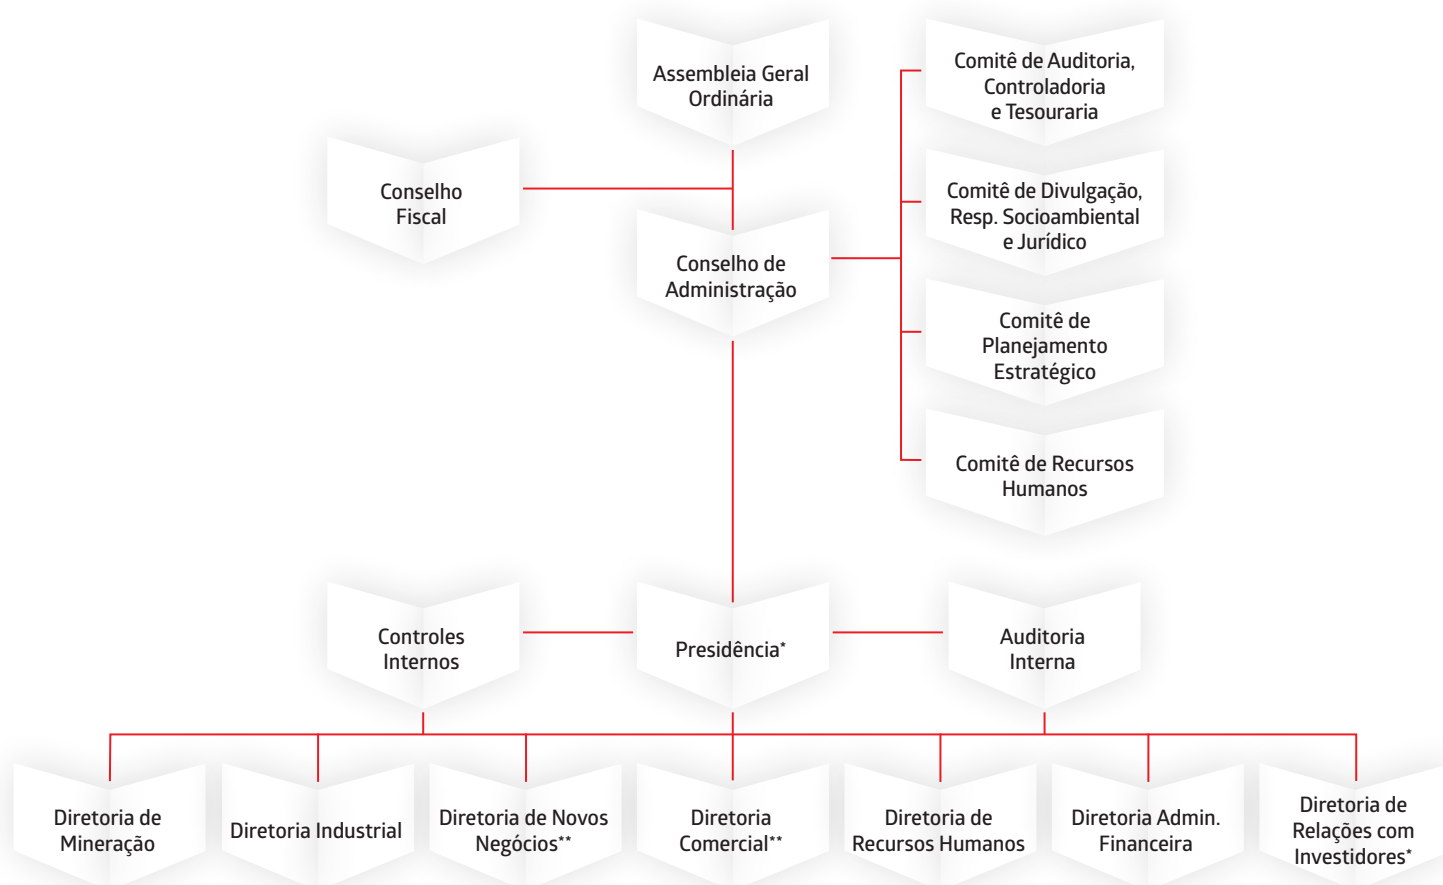 Assembleia Geral
Ordinária
Comitê de Auditoria,
Controladoria
e Tesouraria
Conselho
Fiscal
Comitê de Divulgação,
Resp. Socioambiental
e Jurídico
Conselho de
Administração
Comitê de
Planejamento
Estratégico
Comitê de Recursos
Humanos
Controles
Internos
Presidência*
Auditoria
Interna
Diretoria de
Mineração
Diretoria Industrial
Diretoria de Novos
Negócios**
Diretoria
Comercial**
Diretoria de
Recursos Humanos
Diretoria Admin.
Financeira
Diretoria de
Relações com
Investidores*